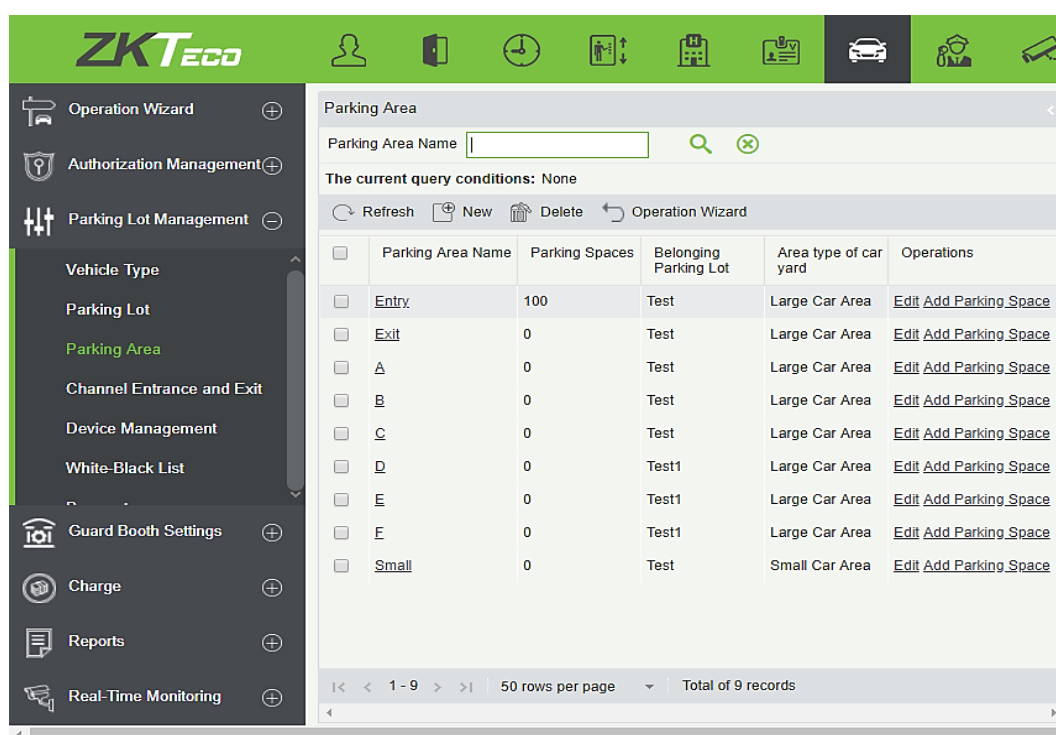 ZKTeco
Operation Wizard
Authorization Management
Parking Lot Management
Vehicle Type
Parking Lot
Parking Area
Channel Entrance and Exit
Device Management
White-Black List
Guard Booth Settings
Charge
Reports
Real-Time Monitoring
Parking Area
Parking Area Name
The current query conditions: None
Refresh New Delete Operation Wizard
Parking Area Name Parking Spaces Belonging Parking Lot Area type of car yard Operations
Entry 100 Test Large Car Area Edit Add Parking Space
Exit 0 Test Large Car Area Edit Add Parking Space
A 0 Test Large Car Area Edit Add Parking Space
B 0 Test Large Car Area Edit Add Parking Space
C 0 Test Large Car Area Edit Add Parking Space
D 0 Test1 Large Car Area Edit Add Parking Space
E 0 Test1 Large Car Area Edit Add Parking Space
F 0 Test1 Large Car Area Edit Add Parking Space
Small 0 Test Small Car Area Edit Add Parking Space
1 - 9 50 rows per page Total of 9 records